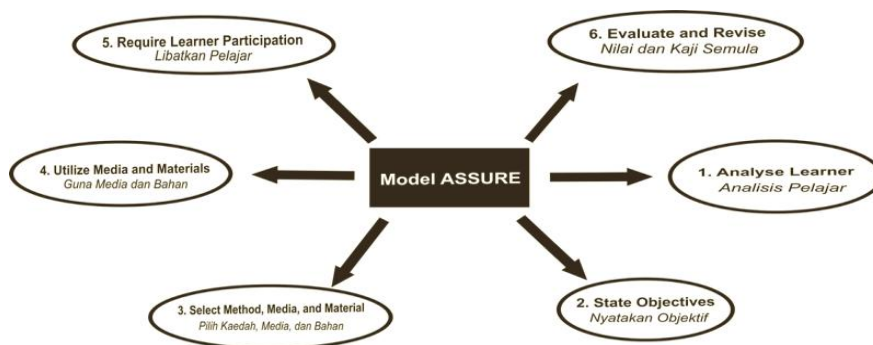 5. Require Learner Participation
Libatkan Pelajar
6. Evaluate and Revise
Nilai dan Kaji Semula
4. Utilize Media and Materials
Guna Media dan Bahan
Model ASSURE
1. Analyse Learner
Analisis Pelajar
3. Select Method, Media, and Material
Pilih Kaedah, Media, dan Bahan
2. State Objectives
Nyatakan Objektif